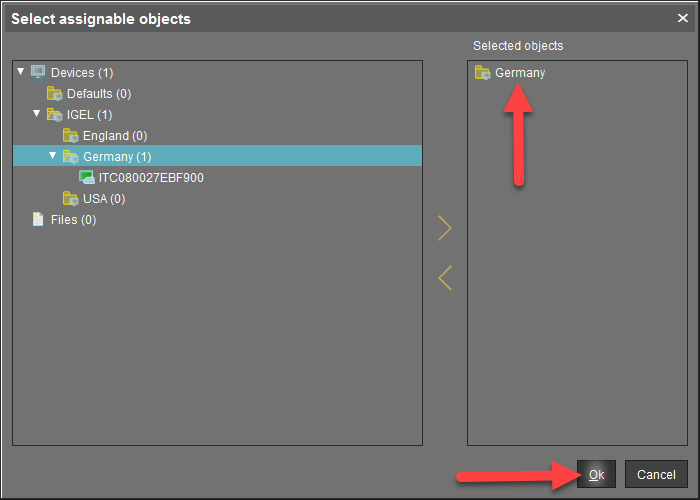 Select assignable objects
Selected objects
Devices (1)
Defaults (0)
IGEL (1)
England (0)
Germany (1)
ITC080027EBF900
USA (0)
Files (0)
Germany
Ok
Cancel